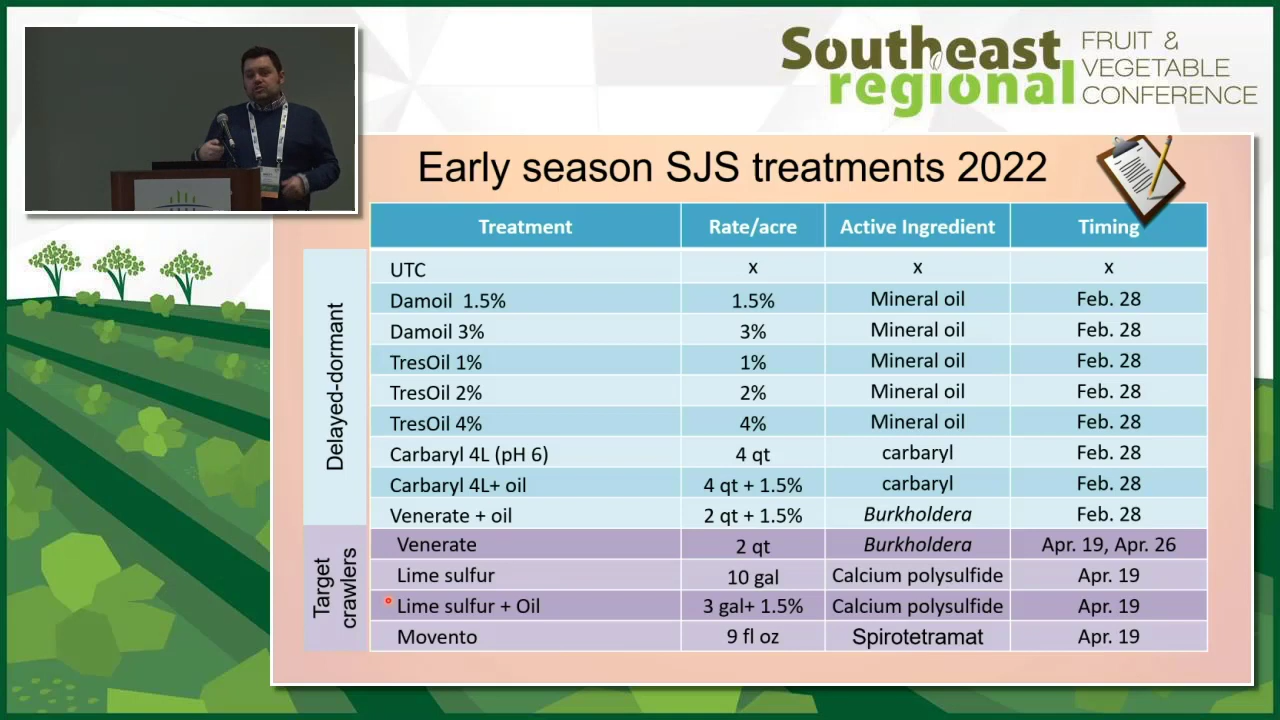 Southeast FRUIT &
regional VEGETABLE
CONFERENCE
Early season SJS treatments 2022
Treatment Rate/acre Active Ingredient Timing
Delayed-dormant
UTC x x x
Damoil 1.5% 1.5% Mineral oil Feb. 28
Damoil 3% 3% Mineral oil Feb. 28
TresOil 1% 1% Mineral oil Feb. 28
TresOil 2% 2% Mineral oil Feb. 28
TresOil 4% 4% Mineral oil Feb. 28
Carbaryl 4L (pH 6) 4 qt carbaryl Feb. 28
Carbaryl 4L+ oil 4 qt + 1.5% carbaryl Feb. 28
Venerate + oil 2 qt + 1.5% Burkholdera Feb. 28
Target
crawlers
Venerate 2 qt Burkholdera Apr. 19, Apr. 26
Lime sulfur 10 gal Calcium polysulfide Apr. 19
Lime sulfur + Oil 3 gal+ 1.5% Calcium polysulfide Apr. 19
Movento 9 fl oz Spirotetramat Apr. 19